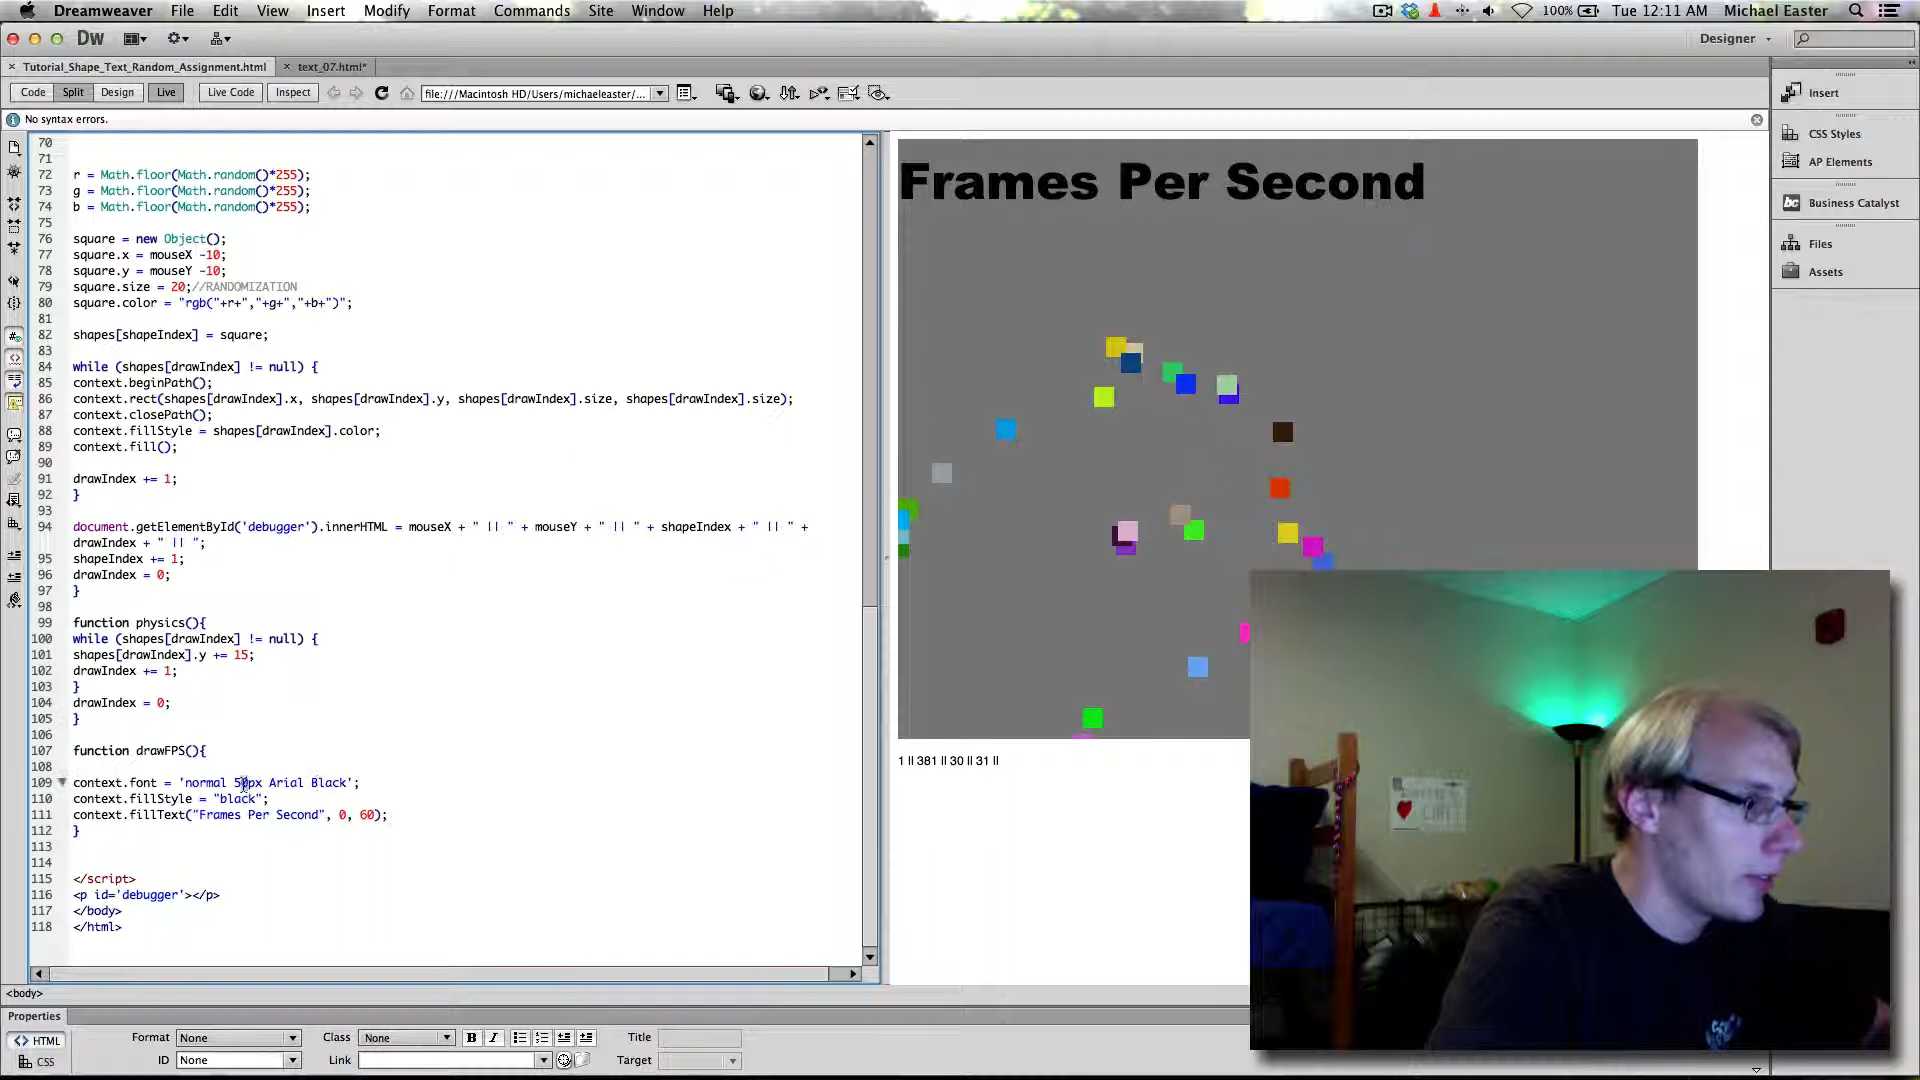 Dreamweaver File Edit View Insert Modify Format Commands Site Window Help 100% Tue 12:11 AM Michael Easter
Dw Designer
Tutorial_Shape_Text_Random_Assignment.html text_07.html*
Code Split Design Live Live Code Inspect file:///Macintosh HD/Users/michaeleaster/...
No syntax errors.
70
71
72 r = Math.floor(Math.random()*255);
73 g = Math.floor(Math.random()*255);
74 b = Math.floor(Math.random()*255);
75
76 square = new Object();
77 square.x = mouseX -10;
78 square.y = mouseY -10;
79 square.size = 20;//RANDOMIZATION
80 square.color = "rgb("+r+","+g+","+b+")";
81
82 shapes[shapeIndex] = square;
83
84 while (shapes[drawIndex] != null) {
85 context.beginPath();
86 context.rect(shapes[drawIndex].x, shapes[drawIndex].y, shapes[drawIndex].size, shapes[drawIndex].size);
87 context.closePath();
88 context.fillStyle = shapes[drawIndex].color;
89 context.fill();
90
91 drawIndex += 1;
92 }
93
94 document.getElementById('debugger').innerHTML = mouseX + " || " + mouseY + " || " + shapeIndex + " || " +
drawIndex + " || ";
95 shapeIndex += 1;
96 drawIndex = 0;
97 }
98
99 function physics(){
100 while (shapes[drawIndex] != null) {
101 shapes[drawIndex].y += 15;
102 drawIndex += 1;
103 }
104 drawIndex = 0;
105 }
106
107 function drawFPS(){
108
109 context.font = 'normal 50px Arial Black';
110 context.fillStyle = "black";
111 context.fillText("Frames Per Second", 0, 60);
112 }
113
114
115 </script>
116 <p id='debugger'></p>
117 </body>
118 </html>
Frames Per Second
1 || 381 || 30 || 31 ||
Insert
CSS Styles
AP Elements
bc Business Catalyst
Files
Assets
<body>
Properties
<> HTML Format None Class None B I Title
CSS ID None Link Target